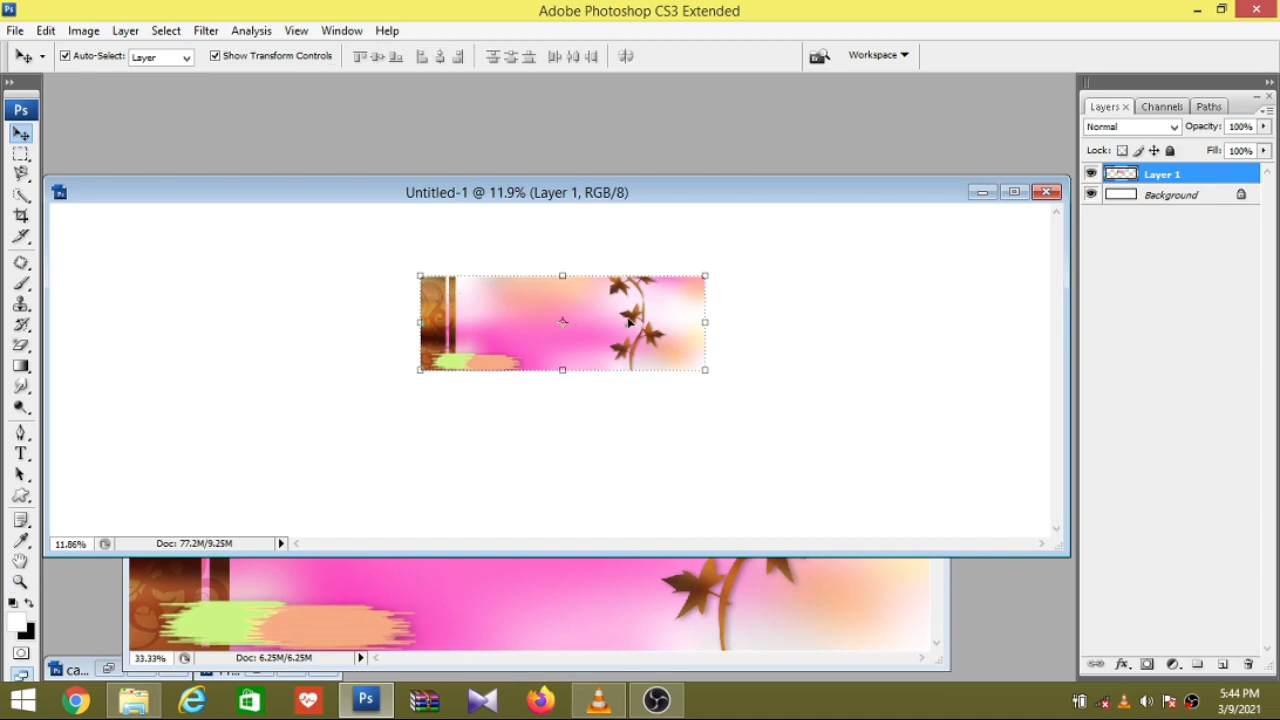 Adobe Photoshop CS3 Extended
File Edit Image Layer Select Filter Analysis View Window Help
Auto-Select: Layer Show Transform Controls Workspace
Ps
Layers Channels Paths
Normal Opacity: 100%
Lock: Fill: 100%
Layer 1
Background
Untitled-1 @ 11.9% (Layer 1, RGB/8)
11.86% Doc: 77.2M/9.25M
33.33% Doc: 6.25M/6.25M
ca...
Ps
5:44 PM
3/9/2021